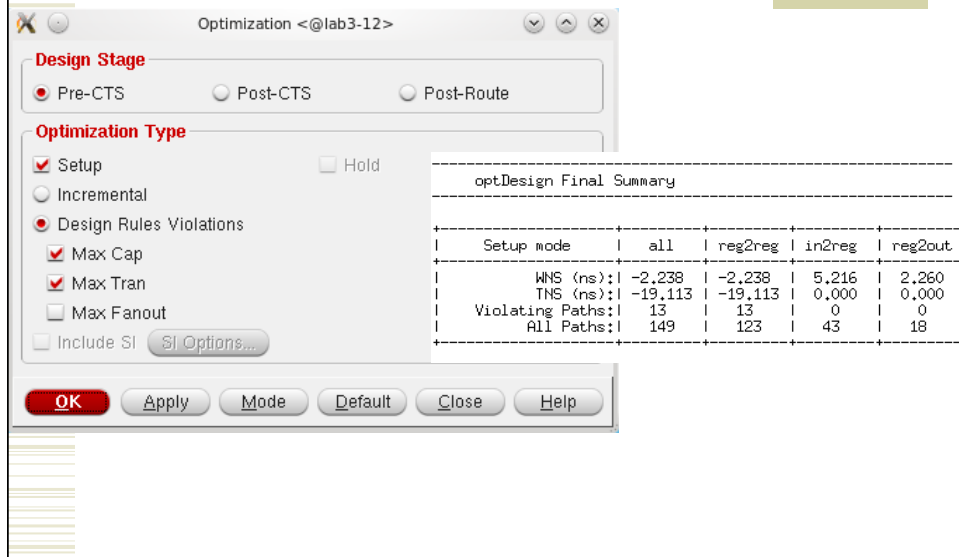 Optimization <@lab3-12>
Design Stage
Pre-CTS Post-CTS Post-Route
Optimization Type
Setup Hold
Incremental
Design Rules Violations
Max Cap
Max Tran
Max Fanout
Include SI SI Options...
OK Apply Mode Default Close Help
optDesign Final Summary
| Setup mode | all | reg2reg | in2reg | reg2out
| WNS (ns):| -2.238 | -2.238 | 5.216 | 2.260
| TNS (ns):| -19.113 | -19.113 | 0.000 | 0.000
| Violating Paths:| 13 | 13 | 0 | 0
| All Paths:| 149 | 123 | 43 | 18